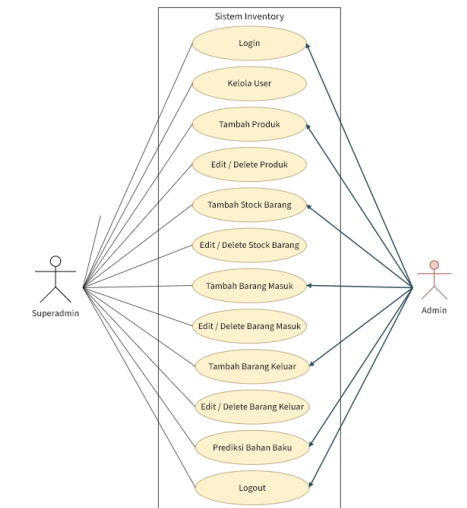 Sistem Inventory
Login
Kelola User
Tambah Produk
Edit / Delete Produk
Tambah Stock Barang
Edit / Delete Stock Barang
Tambah Barang Masuk
Edit / Delete Barang Masuk
Tambah Barang Keluar
Edit / Delete Barang Keluar
Prediksi Bahan Baku
Logout
Superadmin
Admin